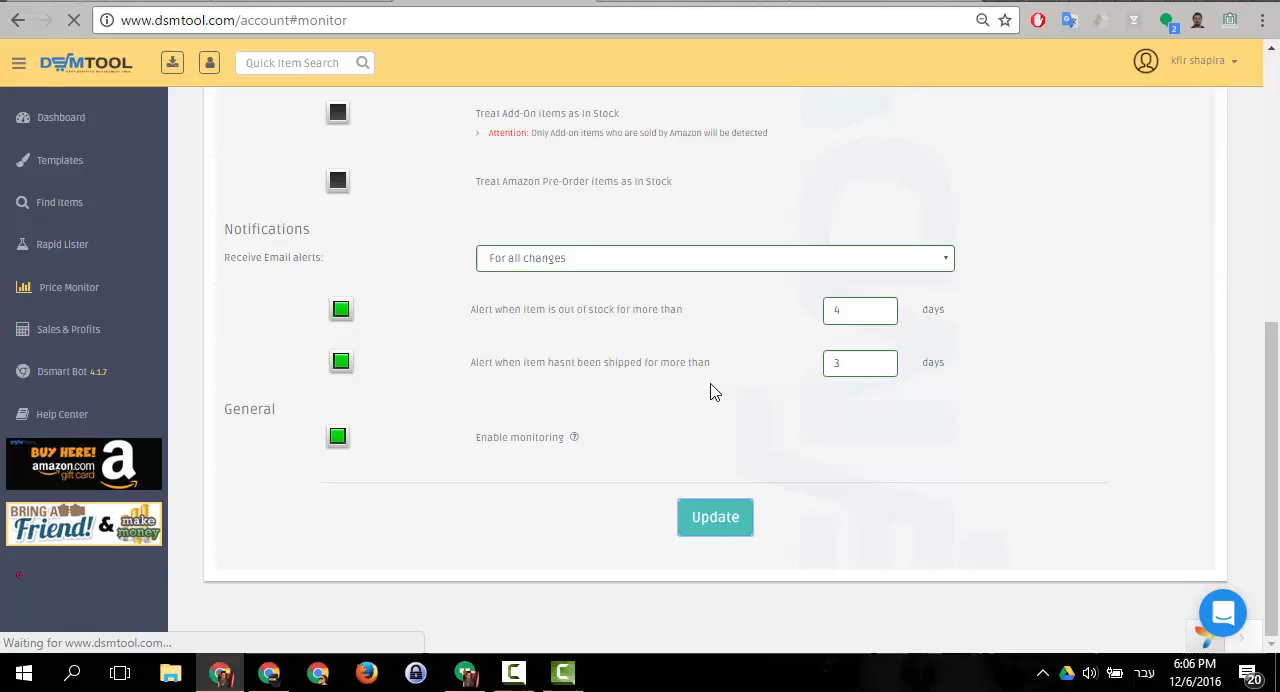 www.dsmtool.com/account#monitor
2
DSMTOOL
Quick Item Search
kfir shapira
Dashboard
Templates
Find Items
Rapid Lister
Price Monitor
Sales & Profits
Dsmart Bot 4.1.7
Help Center
BUY HERE!
amazon.com
gift card
a
BRING A
Friend! & make
money
Treat Add-On items as In Stock
Attention: Only Add-on items who are sold by Amazon will be detected
Treat Amazon Pre-Order items as In Stock
Notifications
Receive Email alerts:
For all changes
Alert when item is out of stock for more than
4
days
Alert when item hasnt been shipped for more than
3
days
General
Enable monitoring
Update
Waiting for www.dsmtool.com...
עבר
6:06 PM
12/6/2016
20